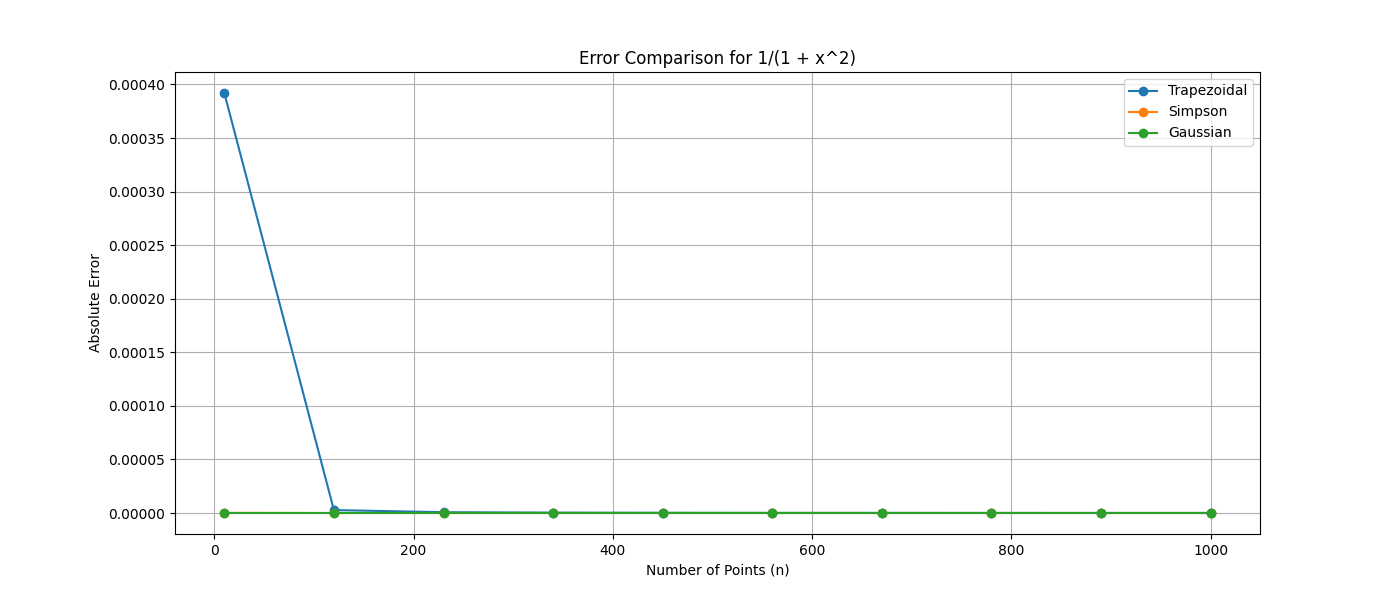 Error Comparison for 1/(1 + x^2)
0.00040
0.00035
0.00030
0.00025
0.00020
0.00015
0.00010
0.00005
0.00000
Absolute Error
Trapezoidal
Simpson
Gaussian
0 200 400 600 800 1000
Number of Points (n)